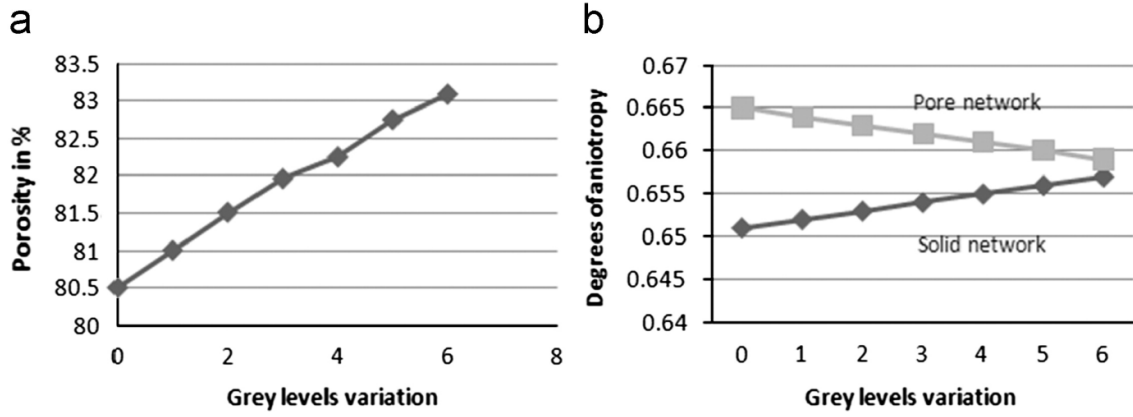 a
83.5
83
82.5
82
81.5
81
80.5
80
0 2 4 6 8
Porosity in %
Grey levels variation
b
0.67
0.665
0.66
0.655
0.65
0.645
0.64
0 1 2 3 4 5 6
Degrees of aniotropy
Pore network
Solid network
Grey levels variation